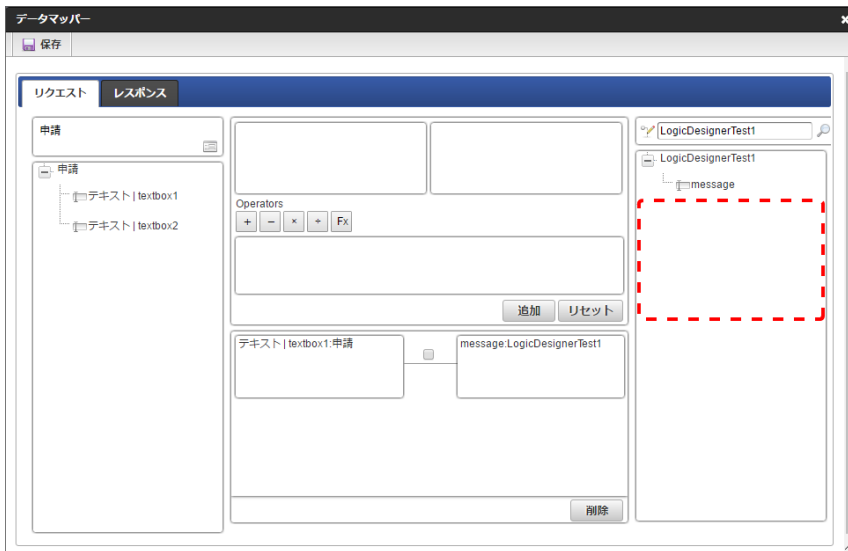 データマッパー
保存
リクエスト レスポンス
申請
申請
テキスト | textbox1
テキスト | textbox2
Operators
+ − × ÷ Fx
追加 リセット
テキスト | textbox1:申請
message:LogicDesignerTest1
削除
LogicDesignerTest1
LogicDesignerTest1
message